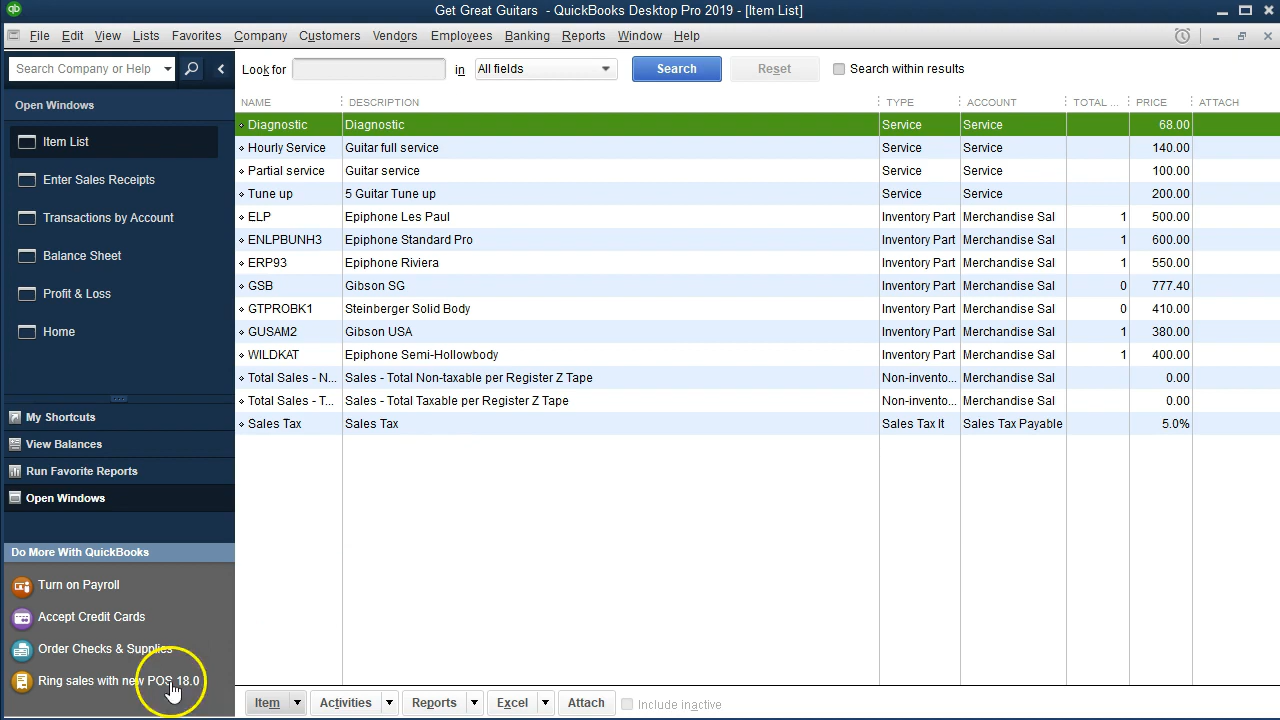 Get Great Guitars - QuickBooks Desktop Pro 2019 - [Item List]
File Edit View Lists Favorites Company Customers Vendors Employees Banking Reports Window Help
Search Company or Help
Look for in All fields Search Reset Search within results
Open Windows
Item List
Enter Sales Receipts
Transactions by Account
Balance Sheet
Profit & Loss
Home
My Shortcuts
View Balances
Run Favorite Reports
Open Windows
Do More With QuickBooks
Turn on Payroll
Accept Credit Cards
Order Checks & Supplies
Ring sales with new POS 18.0
NAME DESCRIPTION TYPE ACCOUNT TOTAL ... PRICE ATTACH
Diagnostic Diagnostic Service Service 68.00
Hourly Service Guitar full service Service Service 140.00
Partial service Guitar service Service Service 100.00
Tune up 5 Guitar Tune up Service Service 200.00
ELP Epiphone Les Paul Inventory Part Merchandise Sal 1 500.00
ENLPBUNH3 Epiphone Standard Pro Inventory Part Merchandise Sal 1 600.00
ERP93 Epiphone Riviera Inventory Part Merchandise Sal 1 550.00
GSB Gibson SG Inventory Part Merchandise Sal 0 777.40
GTPROBK1 Steinberger Solid Body Inventory Part Merchandise Sal 0 410.00
GUSAM2 Gibson USA Inventory Part Merchandise Sal 1 380.00
WILDKAT Epiphone Semi-Hollowbody Inventory Part Merchandise Sal 1 400.00
Total Sales - N... Sales - Total Non-taxable per Register Z Tape Non-invento... Merchandise Sal 0.00
Total Sales - T... Sales - Total Taxable per Register Z Tape Non-invento... Merchandise Sal 0.00
Sales Tax Sales Tax Sales Tax It Sales Tax Payable 5.0%
Item Activities Reports Excel Attach Include inactive